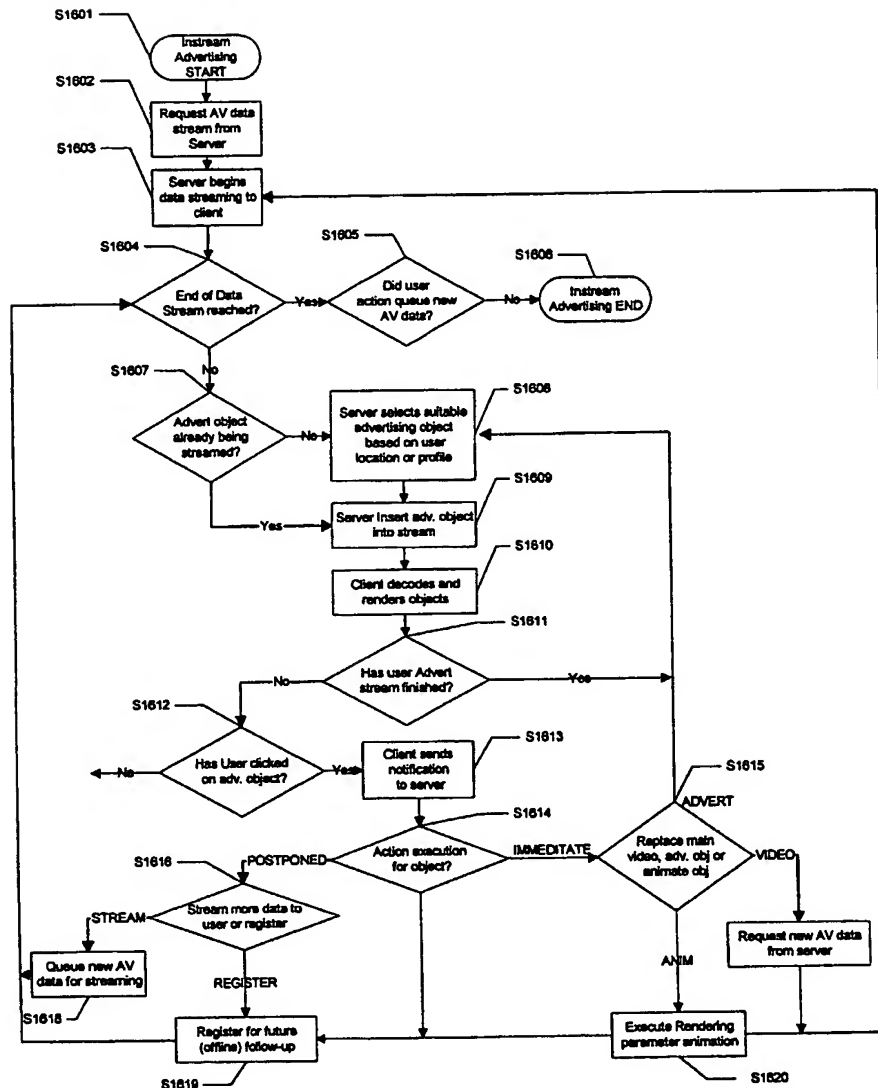 S1601
Instream
Advertising
START
S1602
Request AV data
stream from
Server
S1603
Server begins
data streaming to
client
S1604
End of Data
Stream reached?
Yes
S1605
Did user
action queue new
AV data?
No
S1606
Instream
Advertising END
No
S1607
Advert object
already being
streamed?
No
S1608
Server selects suitable
advertising object
based on user
location or profile
Yes
S1609
Server Insert adv. object
into stream
S1610
Client decodes and
renders objects
S1611
Has user Advert
stream finished?
No
Yes
S1612
Has User clicked
on adv. object?
No
Yes
S1613
Client sends
notification
to server
S1614
Action execution
for object?
POSTPONED
IMMEDITATE
S1615
ADVERT
Replace main
video, adv. obj or
animate obj
VIDEO
S1616
Stream more data to
user or register
STREAM
Request new AV data
from server
ANIM
Queue new AV
data for streaming
REGISTER
S1618
Register for future
(offline) follow-up
Execute Rendering
parameter animation
S1619
S1620